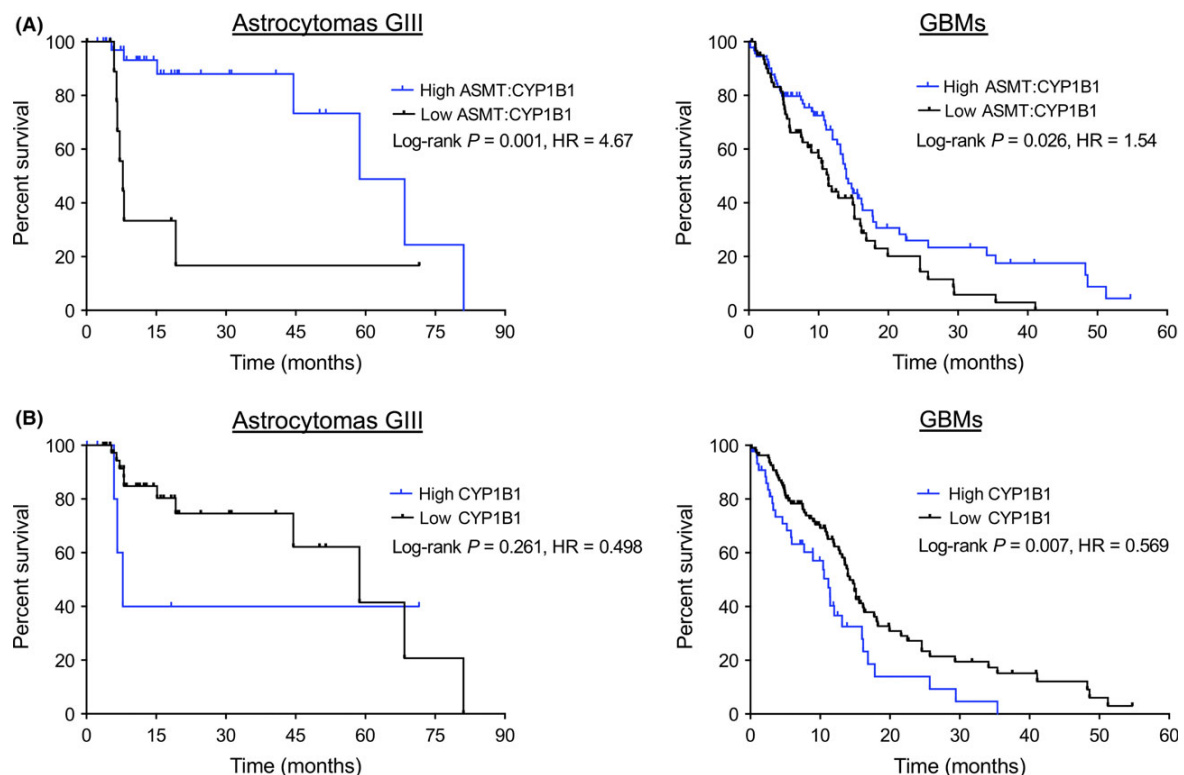 (A)
Astrocytomas GIII
Percent survival
100
80
60
40
20
0
High ASMT:CYP1B1
Low ASMT:CYP1B1
Log-rank P = 0.001, HR = 4.67
0 15 30 45 60 75 90
Time (months)
GBMs
Percent survival
100
80
60
40
20
0
High ASMT:CYP1B1
Low ASMT:CYP1B1
Log-rank P = 0.026, HR = 1.54
0 10 20 30 40 50 60
Time (months)
(B)
Astrocytomas GIII
Percent survival
100
80
60
40
20
0
High CYP1B1
Low CYP1B1
Log-rank P = 0.261, HR = 0.498
0 15 30 45 60 75 90
Time (months)
GBMs
Percent survival
100
80
60
40
20
0
High CYP1B1
Low CYP1B1
Log-rank P = 0.007, HR = 0.569
0 10 20 30 40 50 60
Time (months)